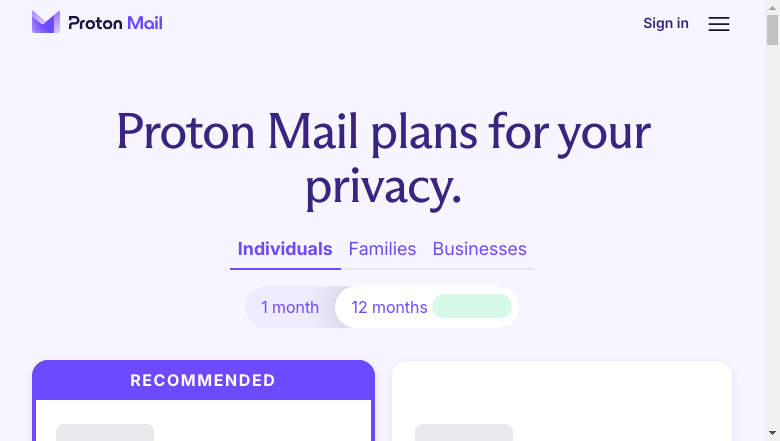 Proton Mail
Sign in
Proton Mail plans for your
privacy.
Individuals Families Businesses
1 month 12 months
RECOMMENDED